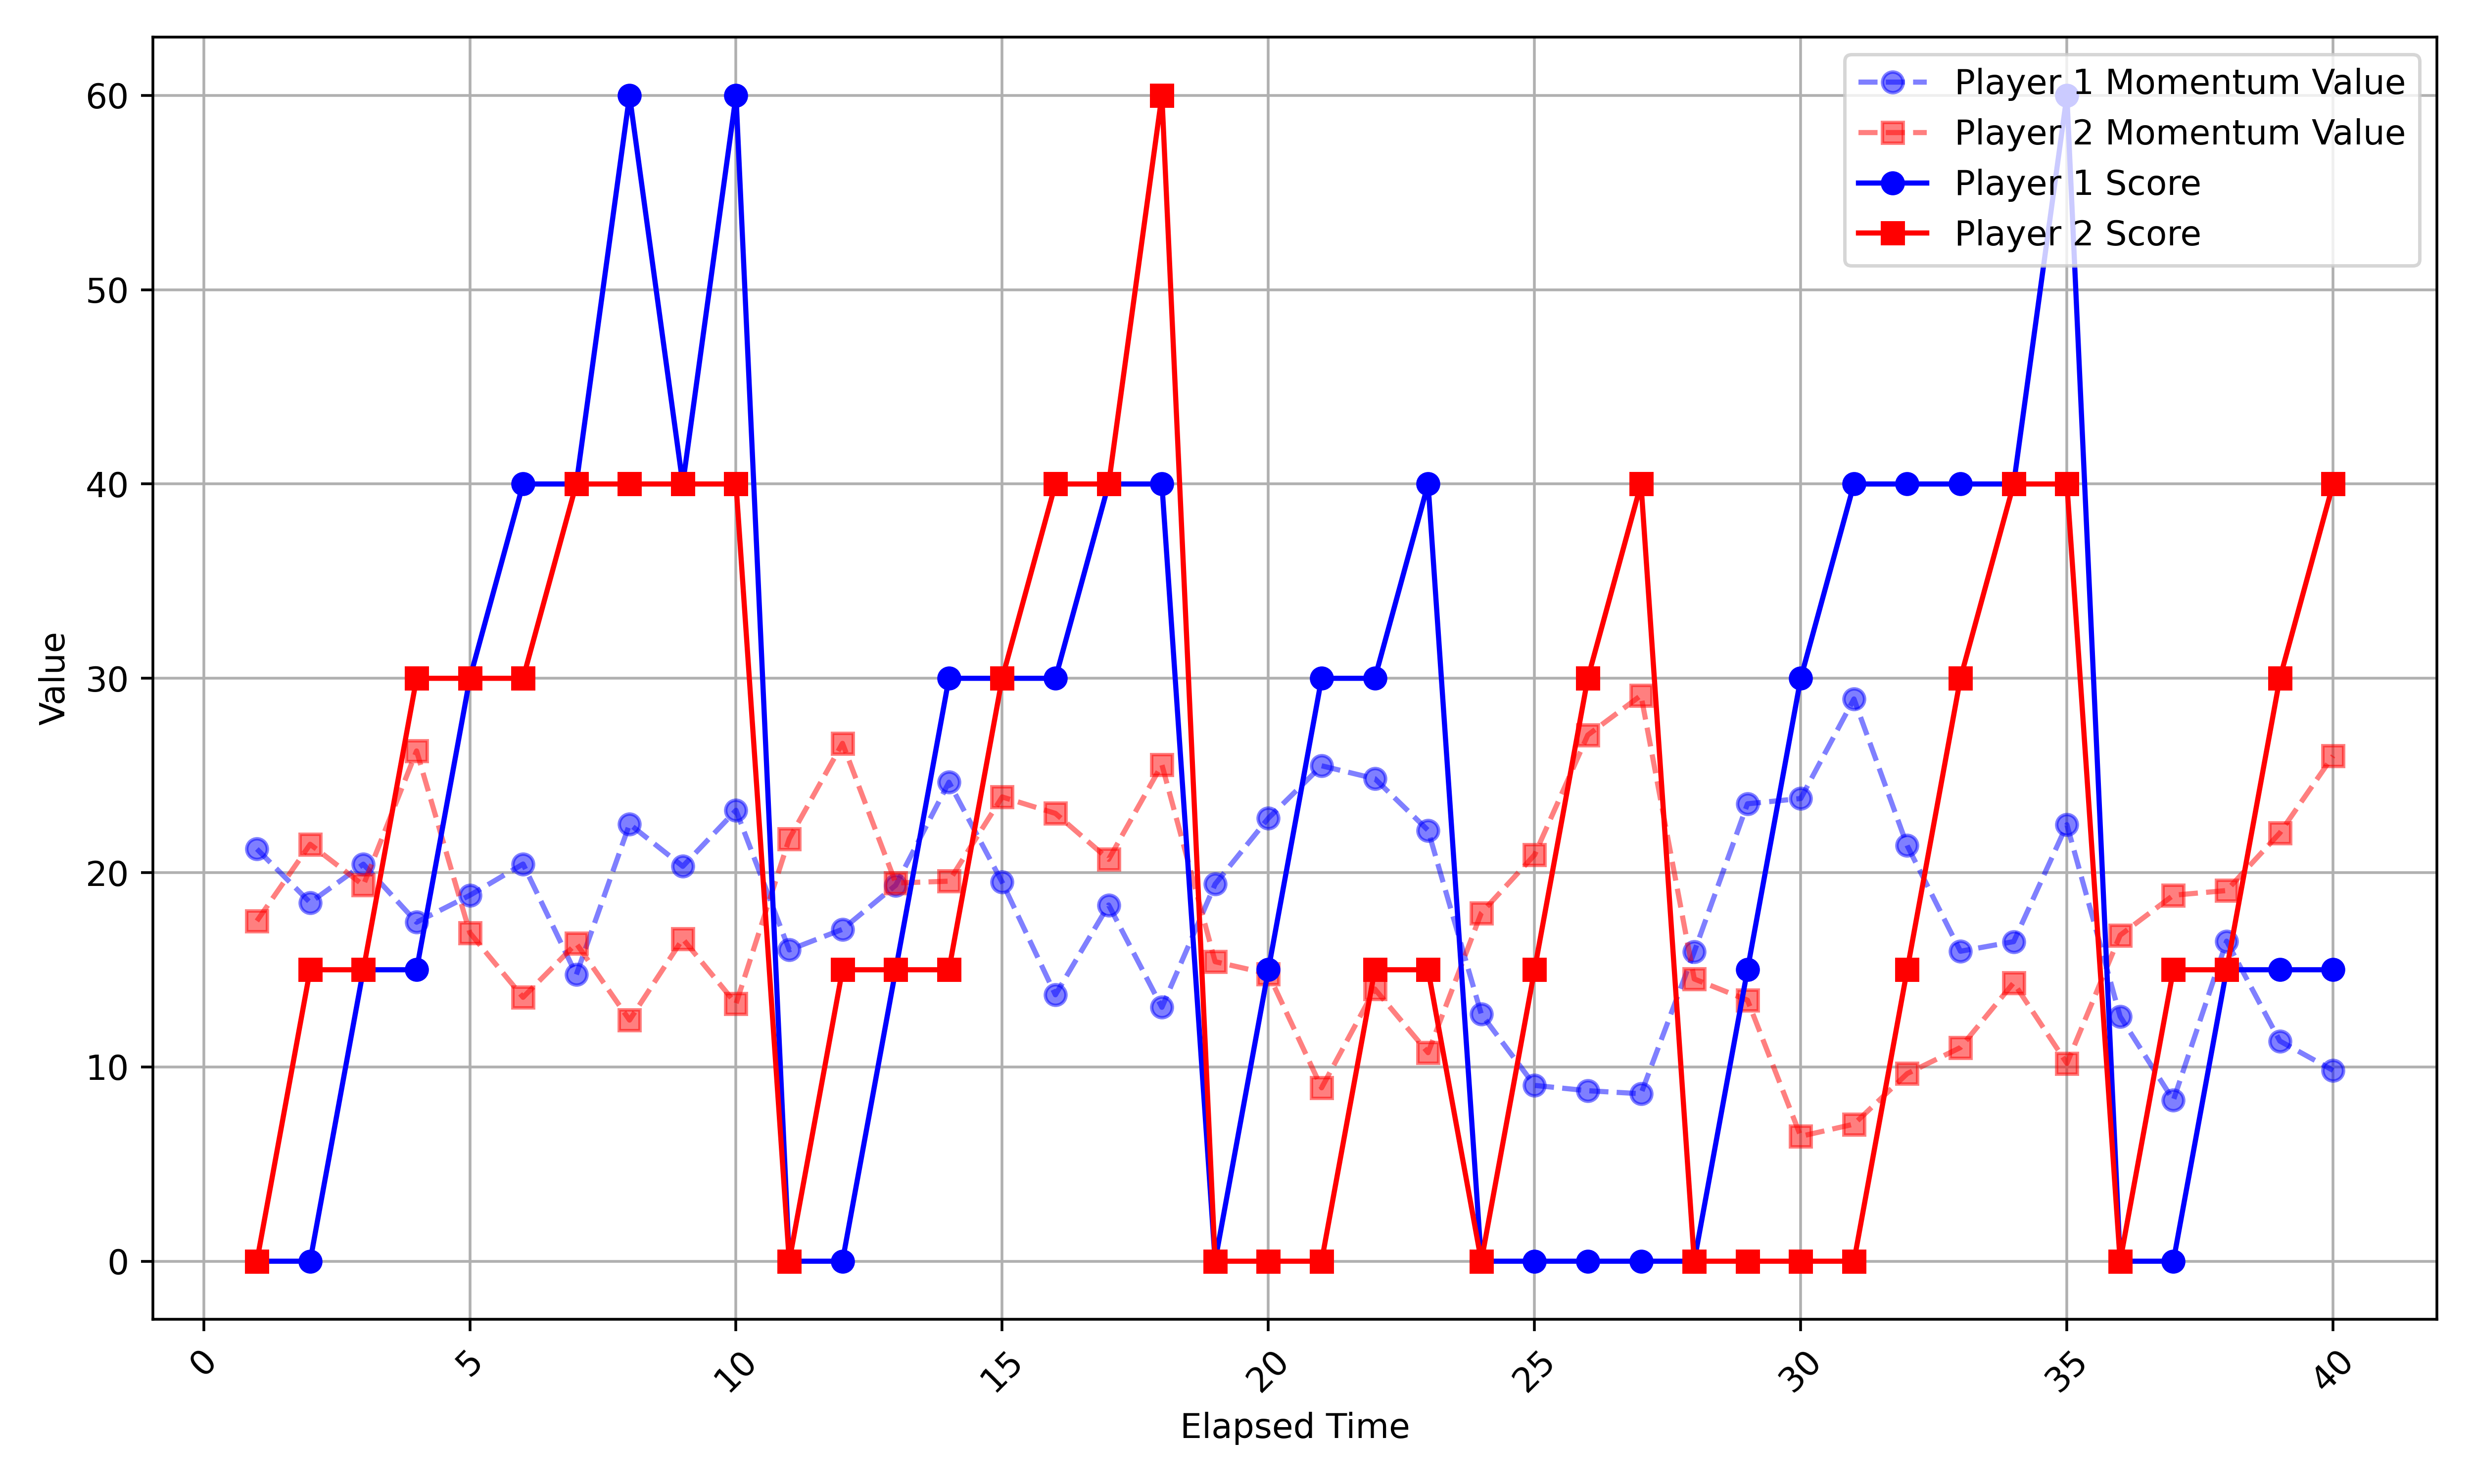 Player 1 Momentum Value
Player 2 Momentum Value
Player 1 Score
Player 2 Score
60
50
40
30
20
10
0
Value
0 5 10 15 20 25 30 35 40
Elapsed Time